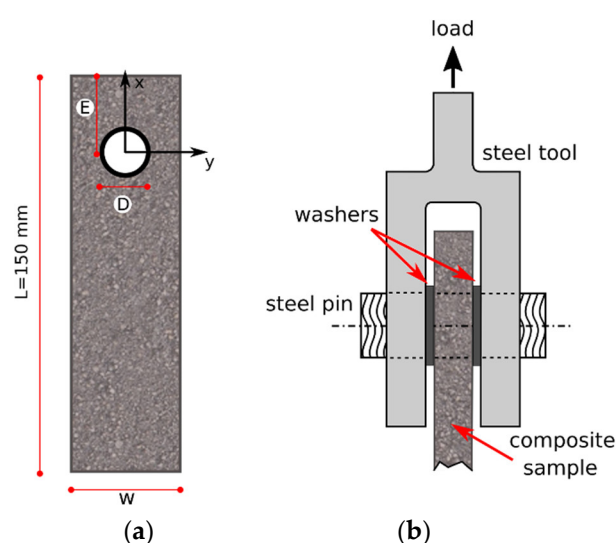 x
E
y
D
L=150 mm
w
(a)
load
steel tool
washers
steel pin
composite
sample
(b)